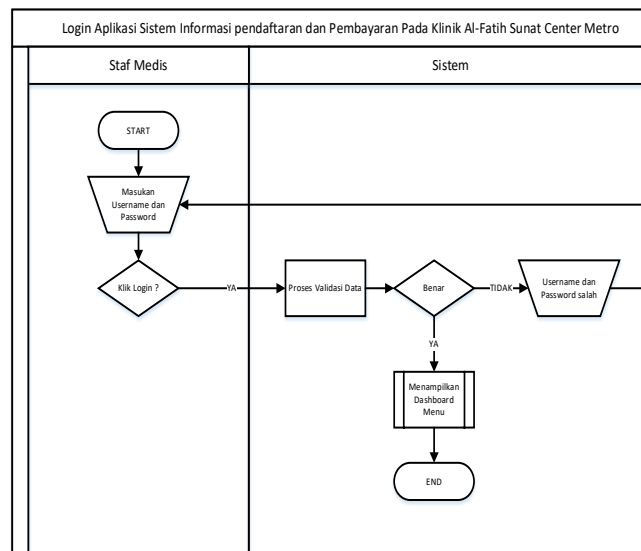 Login Aplikasi Sistem Informasi pendaftaran dan Pembayaran Pada Klinik Al-Fatih Sunat Center Metro
Staf Medis
Sistem
START
Masukan
Username dan
Password
Klik Login ?
YA
Proses Validasi Data
Benar
TIDAK
Username dan
Password salah
YA
Menampilkan
Dashboard
Menu
END